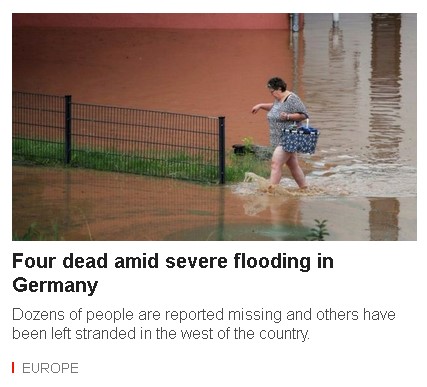 Four dead amid severe flooding in
Germany
Dozens of people are reported missing and others have
been left stranded in the west of the country.
EUROPE